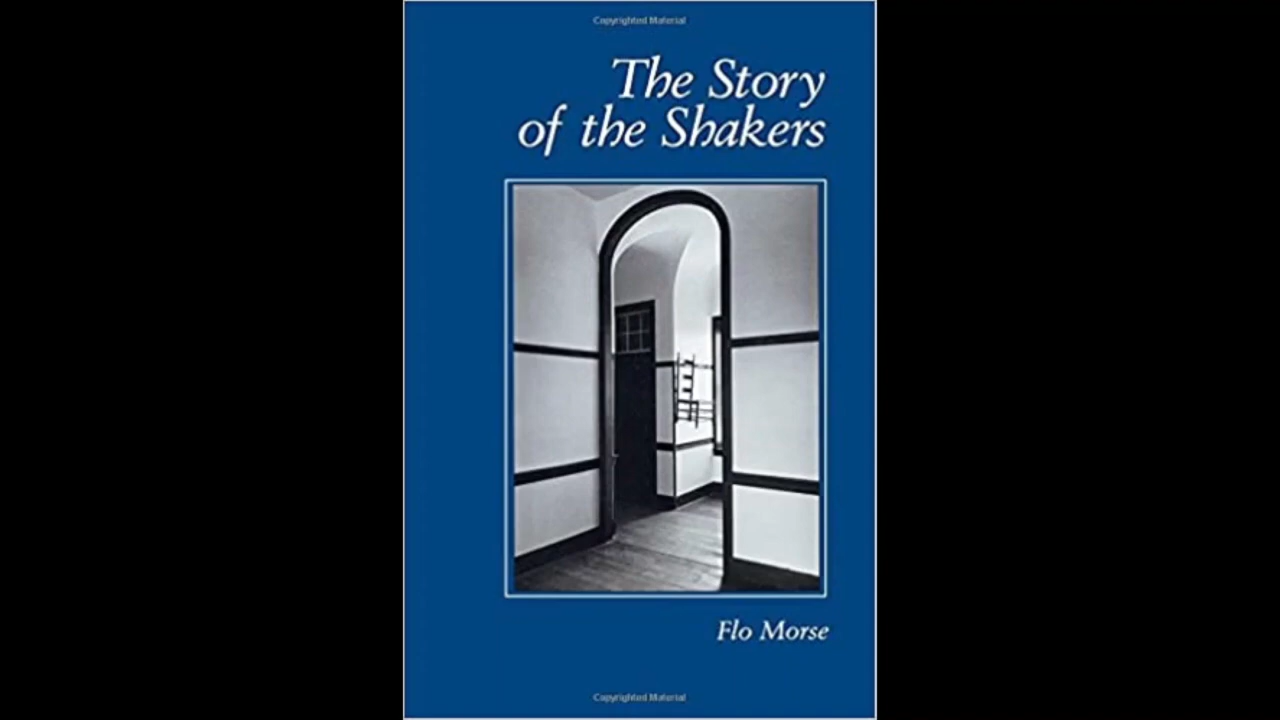 Copyrighted Material
The Story
of the Shakers
Flo Morse
Copyrighted Material